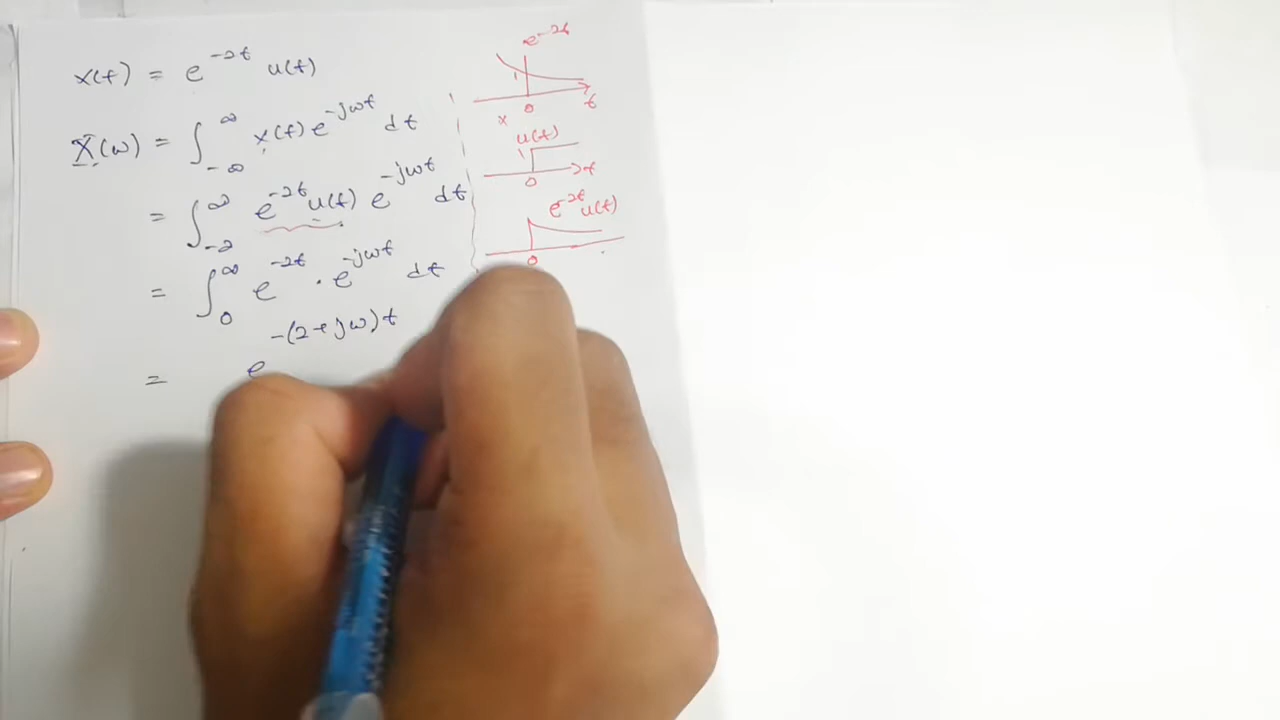 x(t) = e^{-2t} u(t)
X(ω) = ∫_{-∞}^{∞} x(t) e^{-jωt} dt
= ∫_{-2}^{∞} e^{-2t} u(t) e^{-jωt} dt
= ∫_{0}^{∞} e^{-2t} · e^{-jωt} dt
= e^{-(2+jω)t}
e^{-2t}
1
0 t
x
u(t)
1
0 t
e^{-2t} u(t)
0